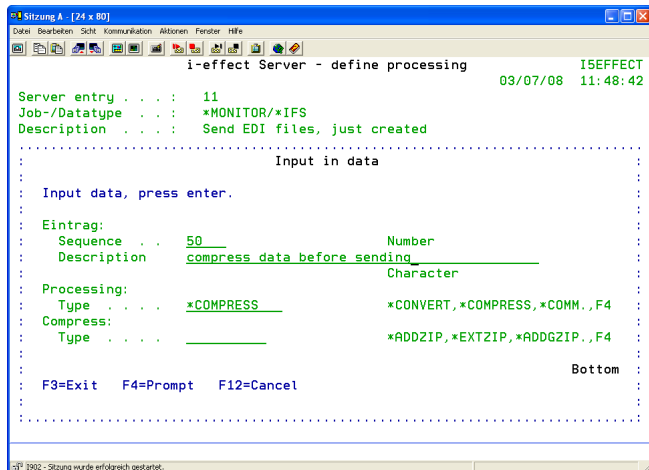 Sitzung A - [24 x 80]
Datei Bearbeiten Sicht Kommunikation Aktionen Fenster Hilfe
i-effect Server - define processing I5EFFECT
03/07/08 11:48:42
Server entry . . . : 11
Job-/Datatype . . : *MONITOR/*IFS
Description . . . : Send EDI files, just created
Input in data
Input data, press enter.
Eintrag:
Sequence . . 50 Number
Description compress data before sending
Character
Processing:
Type . . . . *COMPRESS *CONVERT,*COMPRESS,*COMM.,F4
Compress:
Type . . . . *ADDZIP,*EXTZIP,*ADDGZIP.,F4
Bottom
F3=Exit F4=Prompt F12=Cancel
I902 - Sitzung wurde erfolgreich gestartet.